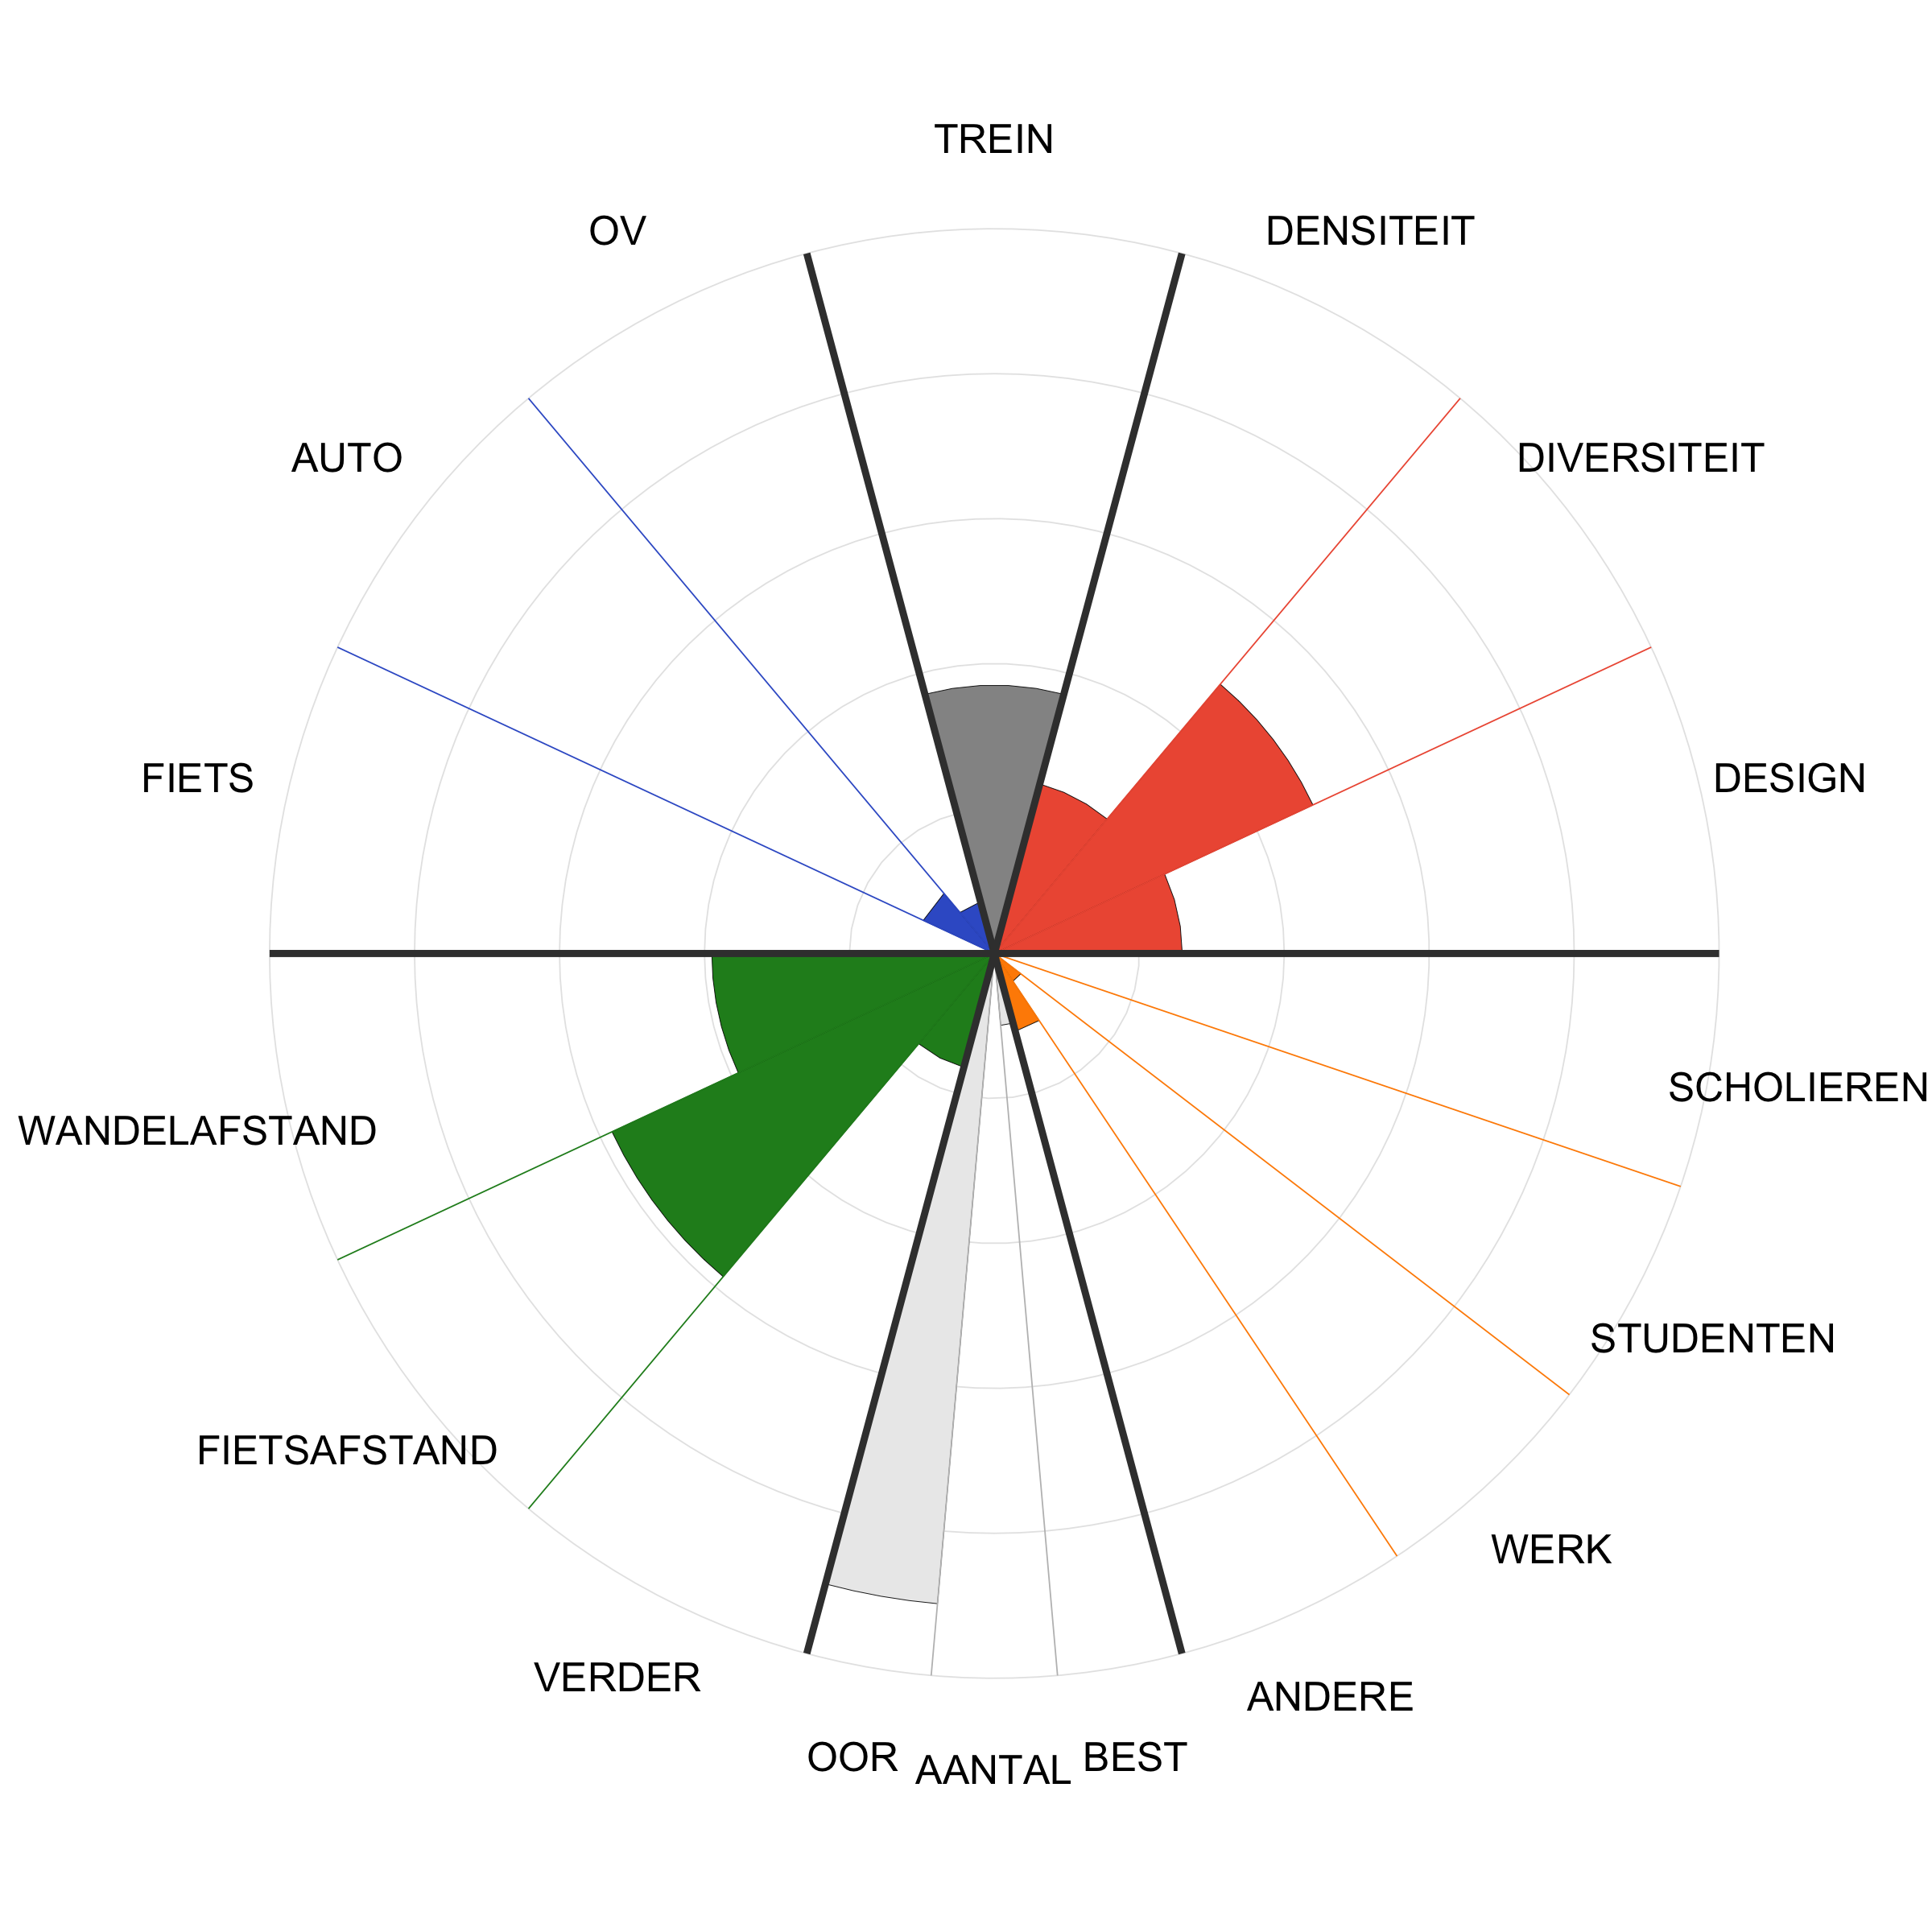 TREIN
OV
DENSITEIT
AUTO
DIVERSITEIT
FIETS
DESIGN
SCHOLIEREN
WANDELAFSTAND
STUDENTEN
FIETSAFSTAND
WERK
VERDER
ANDERE
OOR
AANTAL
BEST